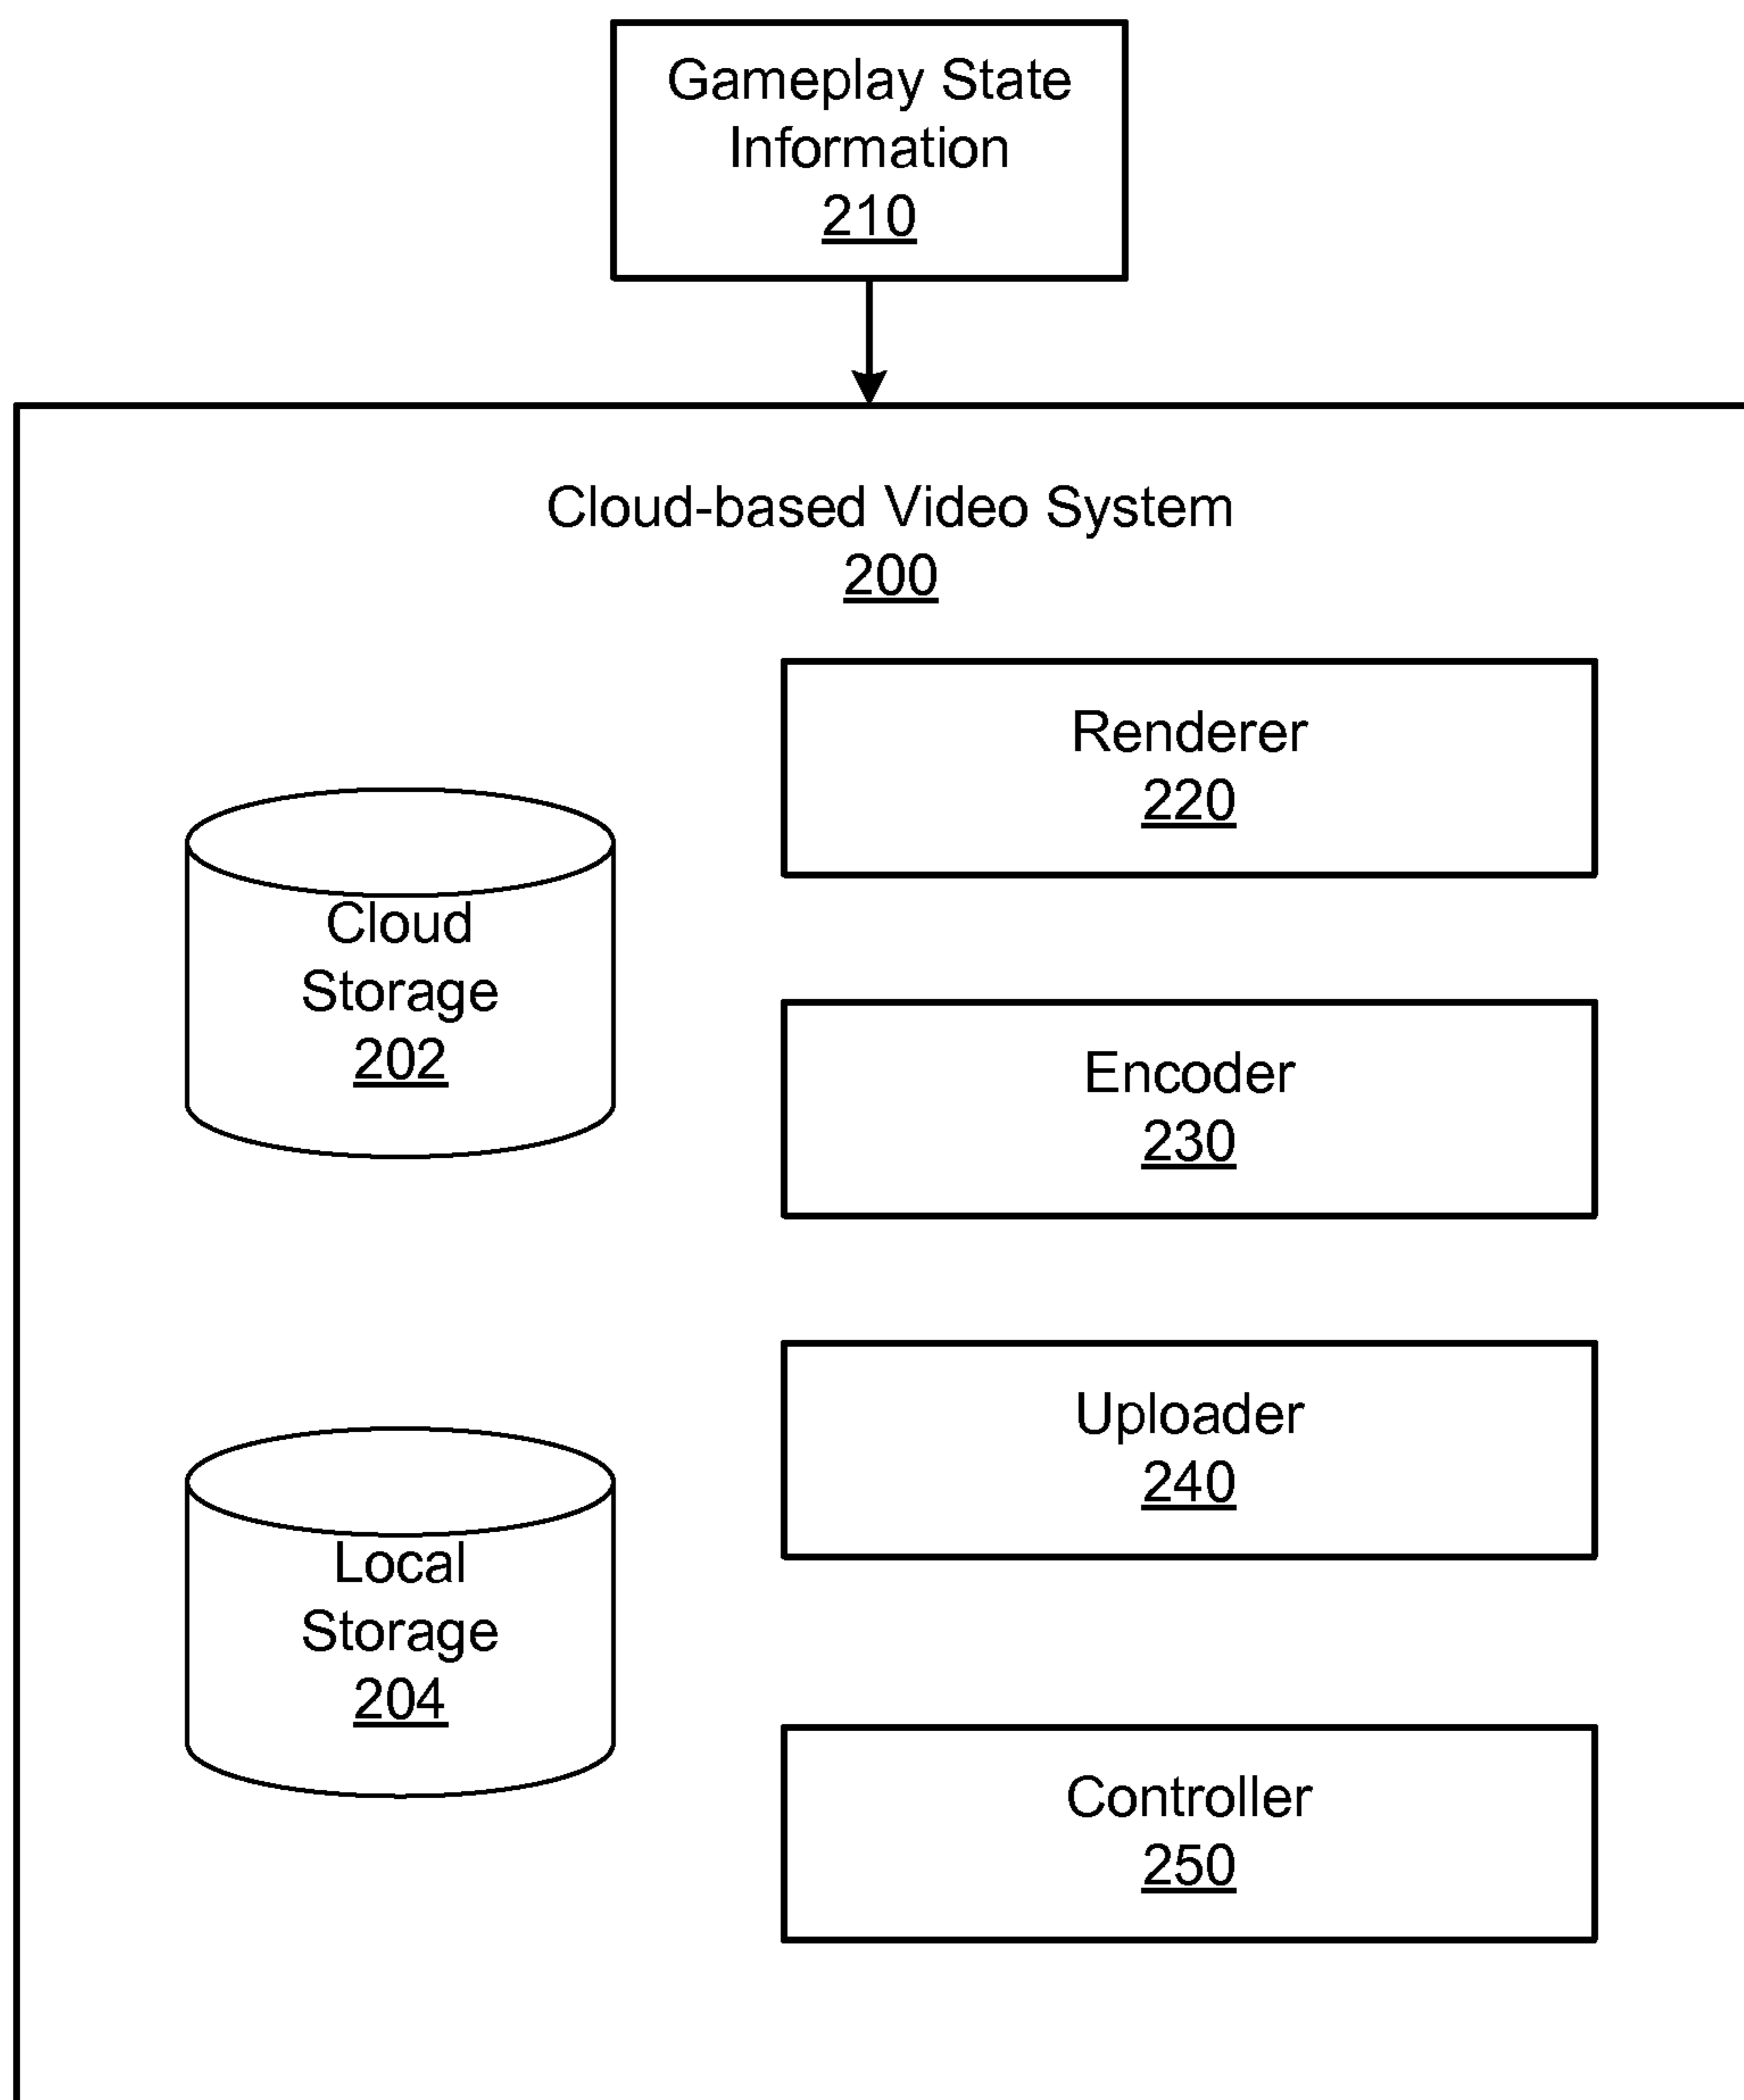 Gameplay State
Information
210
Cloud-based Video System
200
Renderer
220
Cloud
Storage
202
Encoder
230
Uploader
240
Local
Storage
204
Controller
250